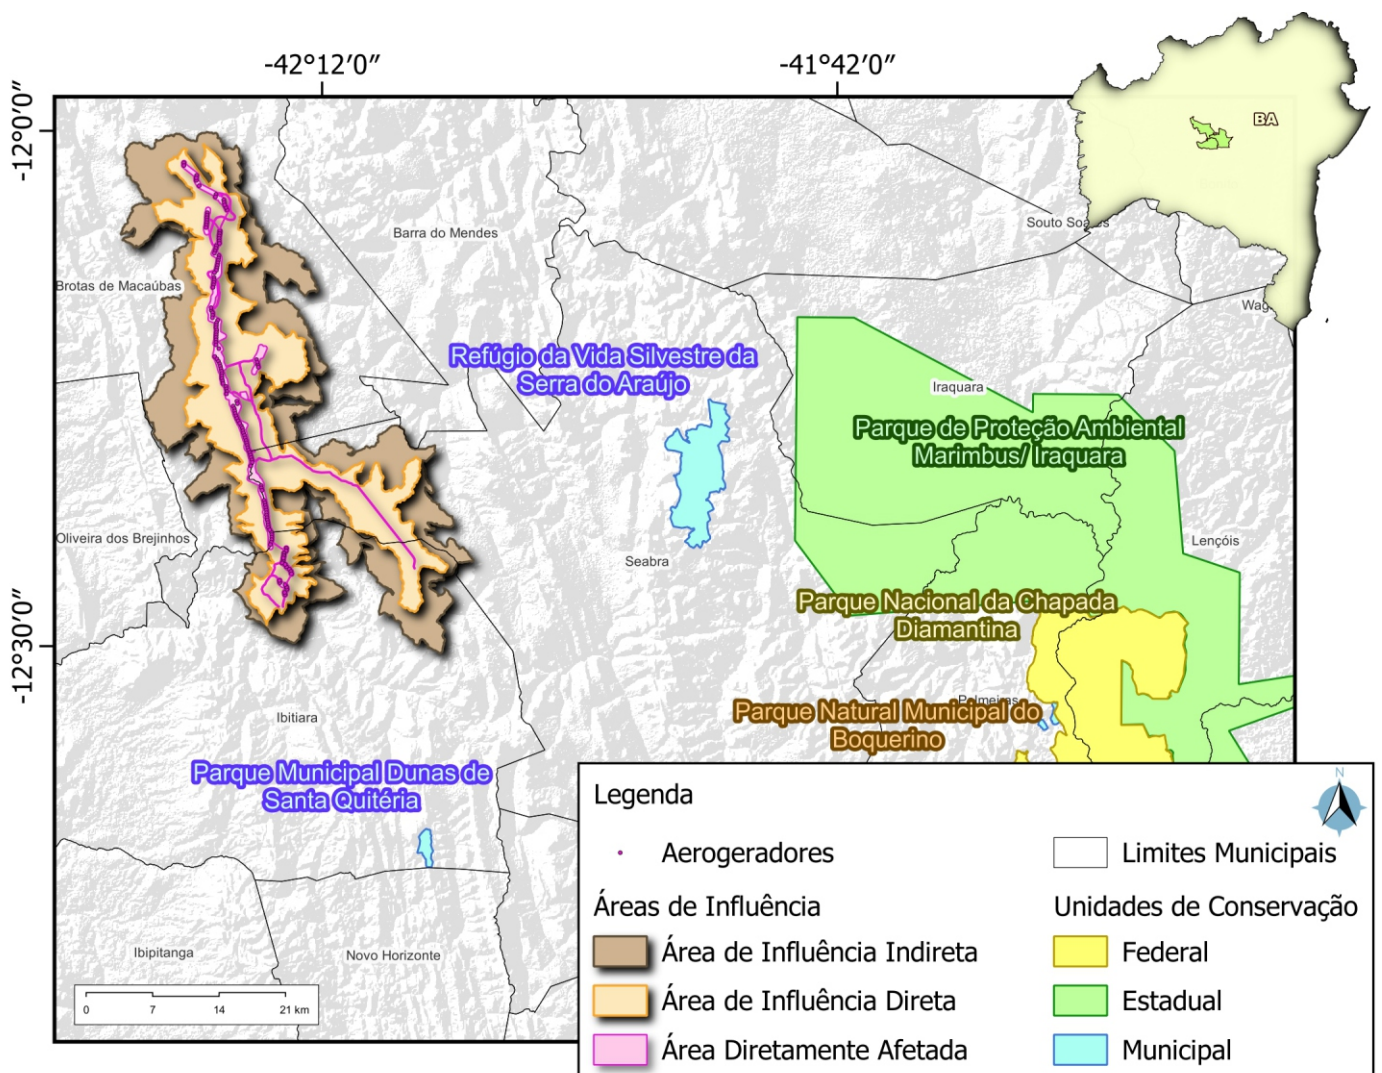 -42°12′0″
-41°42′0″
-12°0′0″
BA
Souto Soares
Barra do Mendes
Brotas de Macaúbas
Wag
Refúgio da Vida Silvestre da
Serra do Araújo
Iraquara
Parque de Proteção Ambiental
Marimbus/ Iraquara
Oliveira dos Brejinhos
Lençóis
Seabra
Parque Nacional da Chapada
Diamantina
-12°30′0″
Palmeiras
Ibitiara
Parque Natural Municipal do
Boquerino
Parque Municipal Dunas de
Santa Quitéria
Ibipitanga
Novo Horizonte
0 7 14 21 km
N
Legenda
Aerogeradores
Áreas de Influência
Área de Influência Indireta
Área de Influência Direta
Área Diretamente Afetada
Limites Municipais
Unidades de Conservação
Federal
Estadual
Municipal